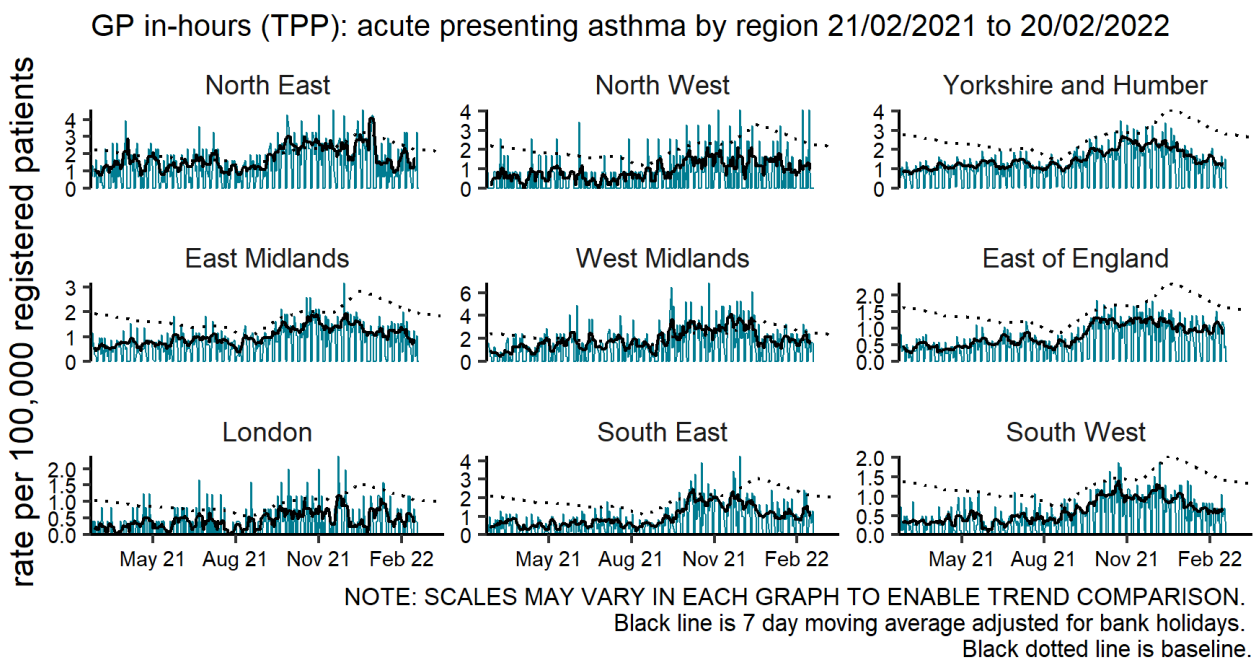 GP in-hours (TPP): acute presenting asthma by region 21/02/2021 to 20/02/2022
rate per 100,000 registered patients
North East
4
3
2
1
0
North West
4
3
2
1
0
Yorkshire and Humber
4
3
2
1
0
East Midlands
3
2
1
0
West Midlands
6
4
2
0
East of England
2.0
1.5
1.0
0.5
0.0
London
2.0
1.5
1.0
0.5
0.0
South East
4
3
2
1
0
South West
2.0
1.5
1.0
0.5
0.0
May 21 Aug 21 Nov 21 Feb 22
May 21 Aug 21 Nov 21 Feb 22
May 21 Aug 21 Nov 21 Feb 22
NOTE: SCALES MAY VARY IN EACH GRAPH TO ENABLE TREND COMPARISON.
Black line is 7 day moving average adjusted for bank holidays.
Black dotted line is baseline.